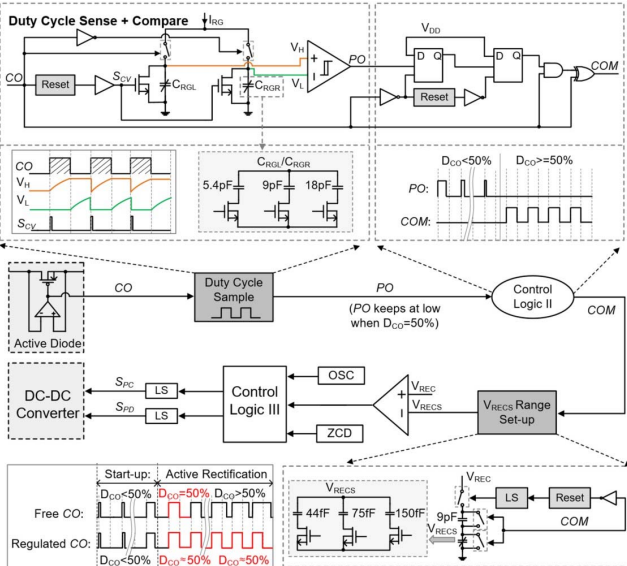 Duty Cycle Sense + Compare
I_RG
V_H
PO
V_L
CO
Reset
S_CV
C_RGL
C_RGR
V_DD
D Q
D Q
COM
Reset
CO
V_H
V_L
S_CV
C_RGL/C_RGR
5.4pF 9pF 18pF
D_CO<50% D_CO>=50%
PO:
COM:
Active Diode
CO
Duty Cycle
Sample
PO
(PO keeps at low
when D_CO=50%)
Control
Logic II
COM
DC-DC
Converter
S_PC
LS
S_PD
LS
Control
Logic III
OSC
ZCD
V_REC
V_RECS
V_RECS Range
Set-up
Start-up: Active Rectification
D_CO<50% D_CO=50% D_CO>50%
Free CO:
Regulated CO:
D_CO<50% D_CO≈50% D_CO≈50%
V_RECS
44fF 75fF 150fF
V_REC
LS
Reset
9pF
V_RECS
COM